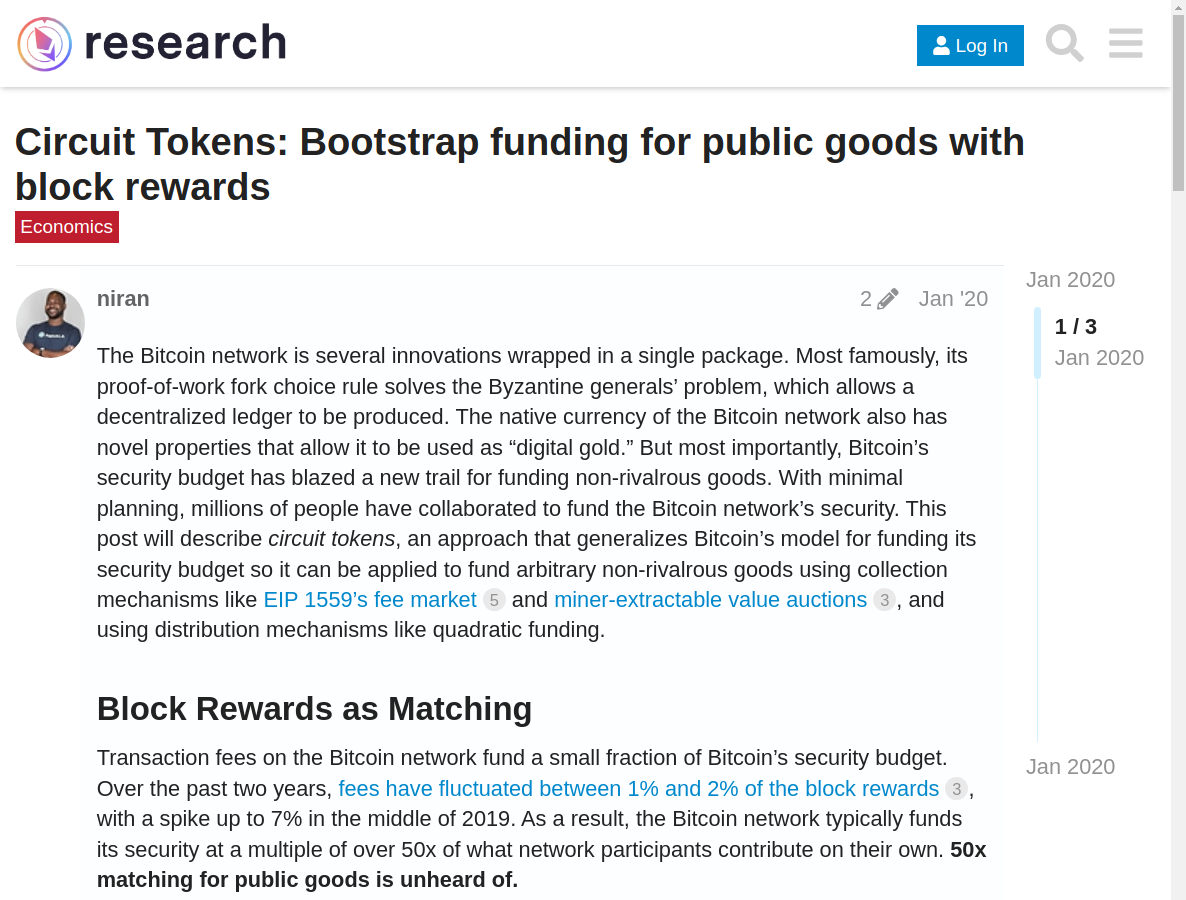 research
Log In
Circuit Tokens: Bootstrap funding for public goods with
block rewards
Economics
niran
2
Jan '20
Jan 2020
1 / 3
Jan 2020
The Bitcoin network is several innovations wrapped in a single package. Most famously, its
proof-of-work fork choice rule solves the Byzantine generals’ problem, which allows a
decentralized ledger to be produced. The native currency of the Bitcoin network also has
novel properties that allow it to be used as “digital gold.” But most importantly, Bitcoin’s
security budget has blazed a new trail for funding non-rivalrous goods. With minimal
planning, millions of people have collaborated to fund the Bitcoin network’s security. This
post will describe circuit tokens, an approach that generalizes Bitcoin’s model for funding its
security budget so it can be applied to fund arbitrary non-rivalrous goods using collection
mechanisms like EIP 1559’s fee market 5 and miner-extractable value auctions 3, and
using distribution mechanisms like quadratic funding.
Block Rewards as Matching
Transaction fees on the Bitcoin network fund a small fraction of Bitcoin’s security budget.
Over the past two years, fees have fluctuated between 1% and 2% of the block rewards 3,
with a spike up to 7% in the middle of 2019. As a result, the Bitcoin network typically funds
its security at a multiple of over 50x of what network participants contribute on their own. 50x
matching for public goods is unheard of.
Jan 2020